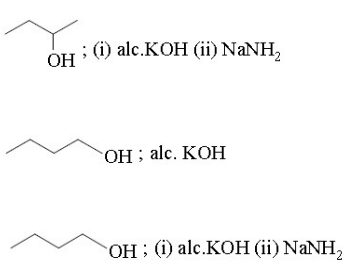 OH ; (i) alc.KOH (ii) NaNH₂
OH ; alc. KOH
OH ; (i) alc.KOH (ii) NaNH₂